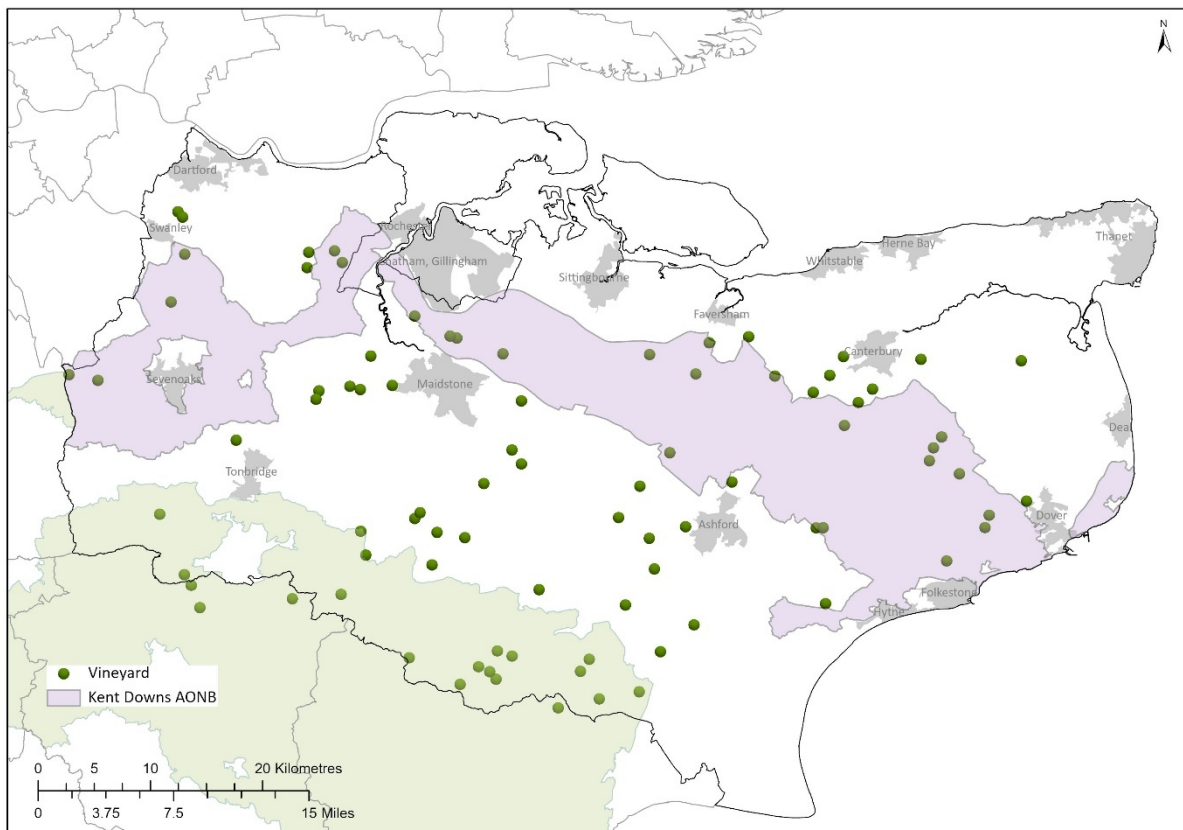 N
Dartford
Swanley
Rochester
Chatham, Gillingham
Sittingbourne
Whitstable
Herne Bay
Thanet
Faversham
Canterbury
Sevenoaks
Maidstone
Deal
Tonbridge
Ashford
Dover
Folkestone
Hythe
Vineyard
Kent Downs AONB
0 5 10 20 Kilometres
0 3.75 7.5 15 Miles